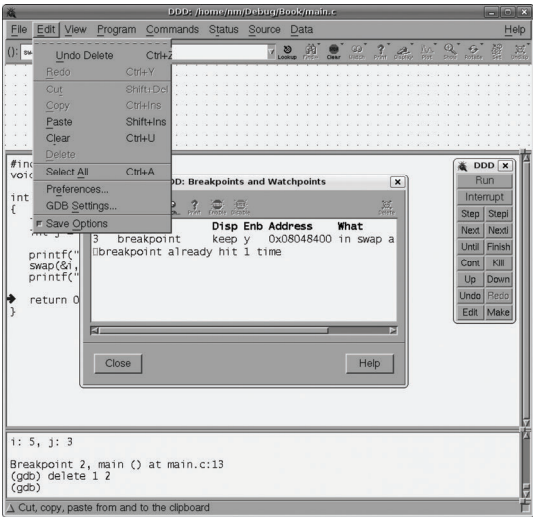 DDD: /home/nm/Debug/Book/main.c
File Edit View Program Commands Status Source Data Help
(): sw
Lookup Find» Clear Watch Print Display Plot Show Rotate Set Undisp
Undo Delete Ctrl+Z
Redo Ctrl+Y
Cut Shift+Del
Copy Ctrl+Ins
Paste Shift+Ins
Clear Ctrl+U
Delete
Select All Ctrl+A
Preferences...
GDB Settings...
Save Options
#inc
void
int
{
printf("
swap(&i,
printf("
return 0
}
DD: Breakpoints and Watchpoints
Print Enable Disable Delete
Disp Enb Address What
3 breakpoint keep y 0x08048400 in swap a
breakpoint already hit 1 time
Close Help
DDD
Run
Interrupt
Step Stepi
Next Nexti
Until Finish
Cont Kill
Up Down
Undo Redo
Edit Make
i: 5, j: 3
Breakpoint 2, main () at main.c:13
(gdb) delete 1 2
(gdb)
Δ Cut, copy, paste from and to the clipboard